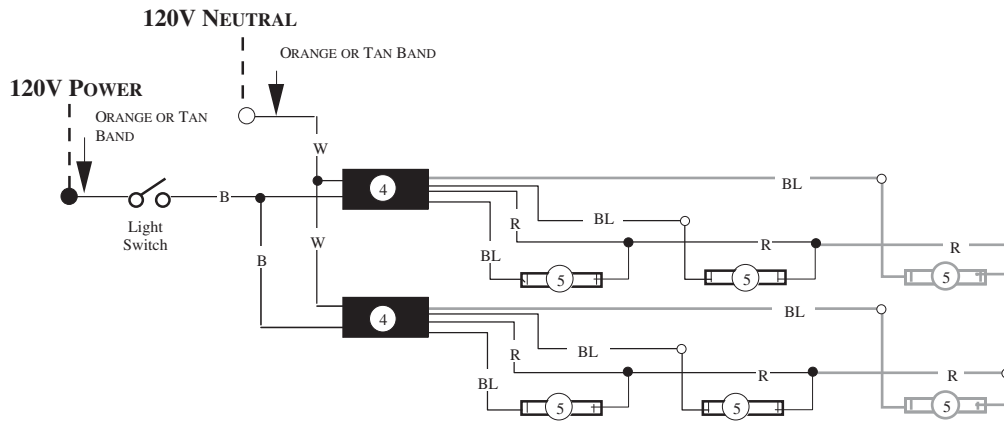 120V NEUTRAL
ORANGE OR TAN BAND
120V POWER
ORANGE OR TAN
BAND
W
4
BL
B
Light
Switch
BL
R
R
R
W
BL
B
5
5
5
4
BL
BL
R
R
R
BL
5
5
5